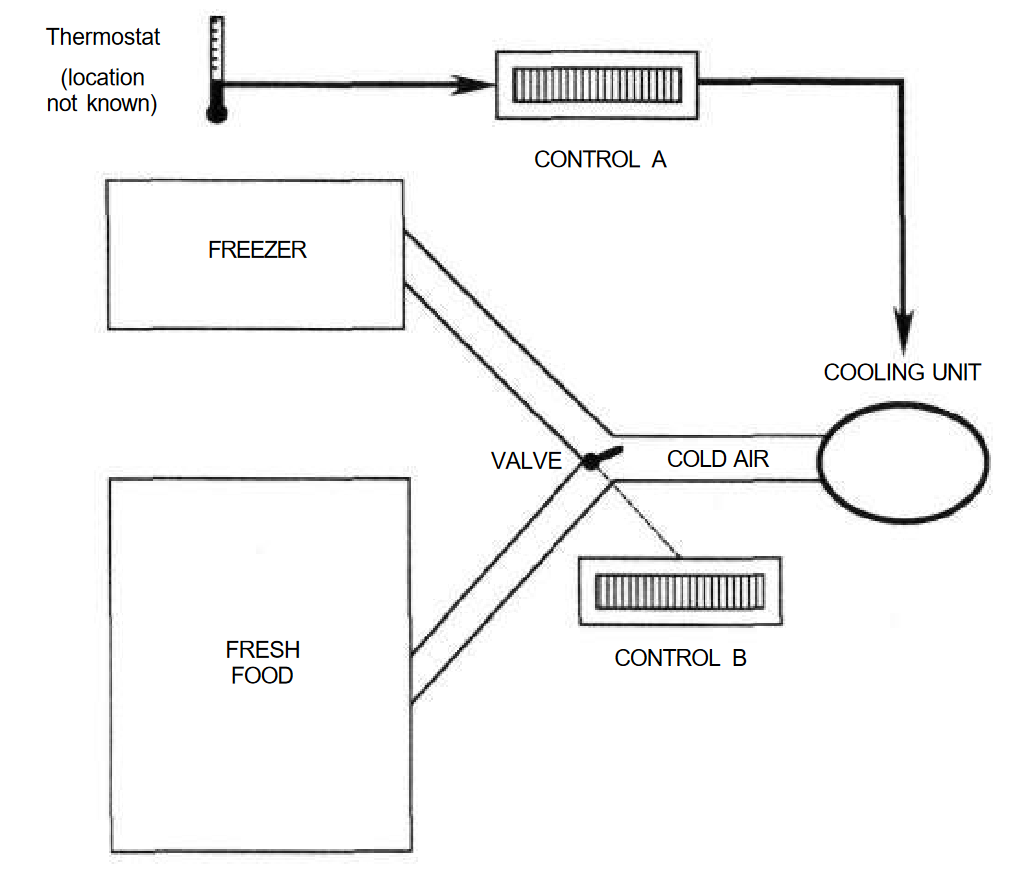 Thermostat
(location
not known)
CONTROL A
FREEZER
COOLING UNIT
VALVE
COLD AIR
FRESH
FOOD
CONTROL B